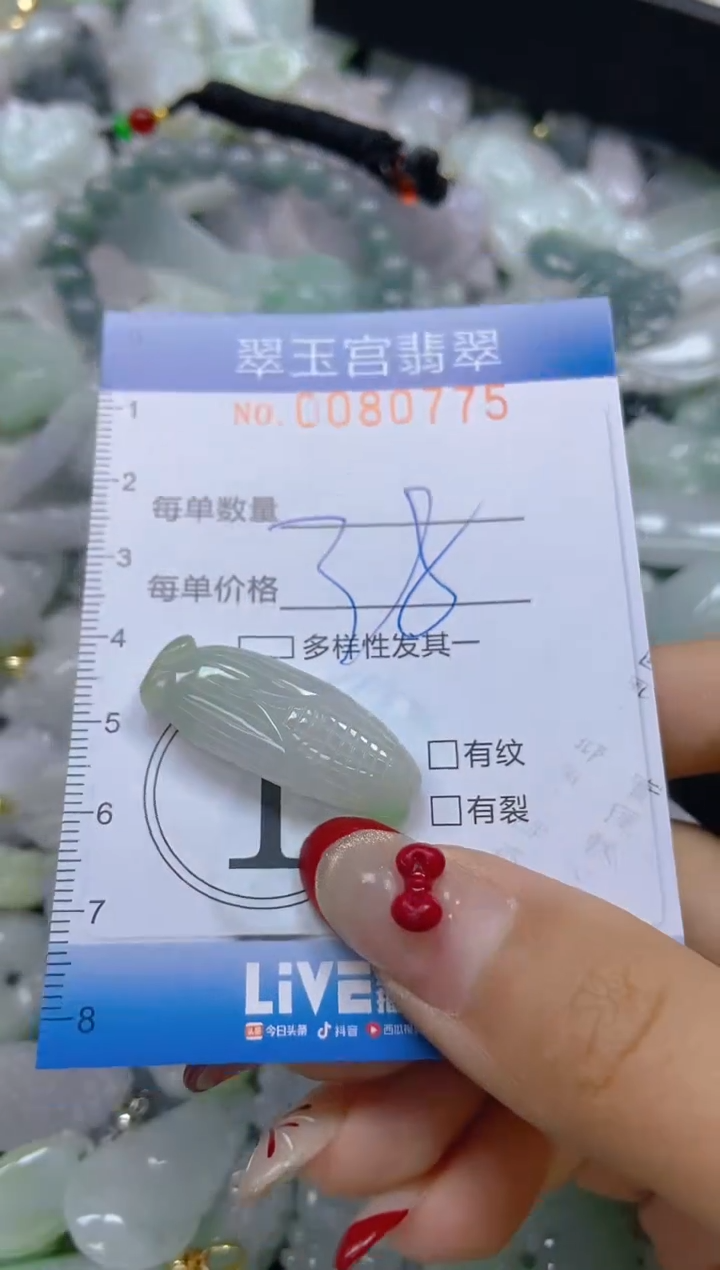 翠玉宫翡翠
NO. 0080775
1
2
每单数量
38
3
每单价格
4
多样性发其一
5
有纹
6
有裂
1
7
LiVE
8
今日头条 抖音 西瓜视